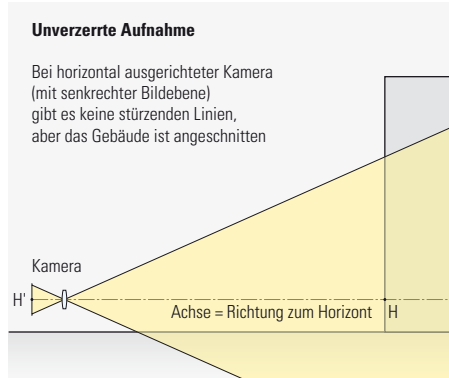 Unverzerrte Aufnahme
Bei horizontal ausgerichteter Kamera
(mit senkrechter Bildebene)
gibt es keine stürzenden Linien,
aber das Gebäude ist angeschnitten
Kamera
H'
Achse = Richtung zum Horizont
H